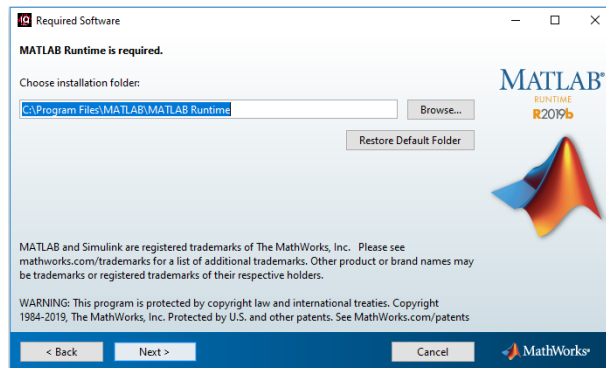 Required Software
MATLAB Runtime is required.
Choose installation folder:
C:\Program Files\MATLAB\MATLAB Runtime
Browse...
Restore Default Folder
MATLAB®
RUNTIME
R2019b
MATLAB and Simulink are registered trademarks of The MathWorks, Inc. Please see
mathworks.com/trademarks for a list of additional trademarks. Other product or brand names may
be trademarks or registered trademarks of their respective holders.
WARNING: This program is protected by copyright law and international treaties. Copyright
1984-2019, The MathWorks, Inc. Protected by U.S. and other patents. See MathWorks.com/patents
< Back
Next >
Cancel
MathWorks®